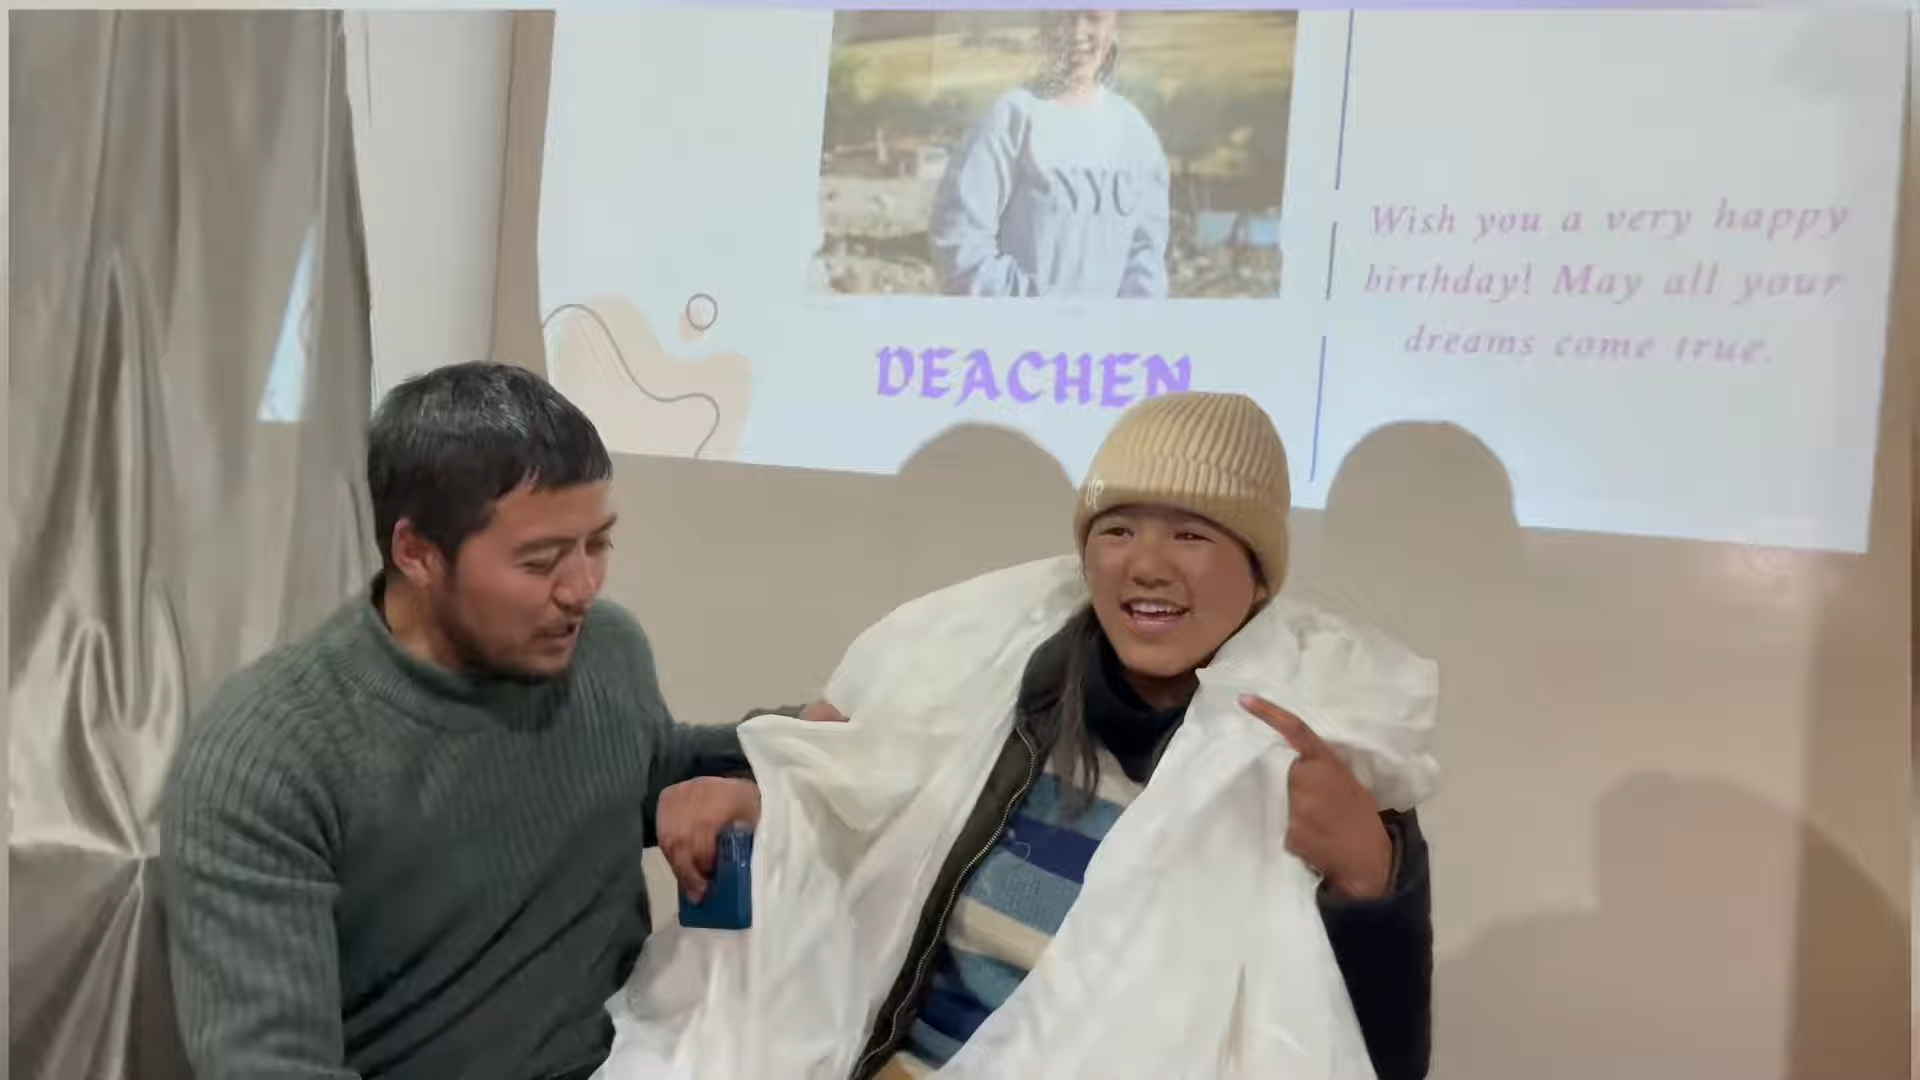 NYC
DEACHEN
Wish you a very happy
birthday! May all your
dreams come true.